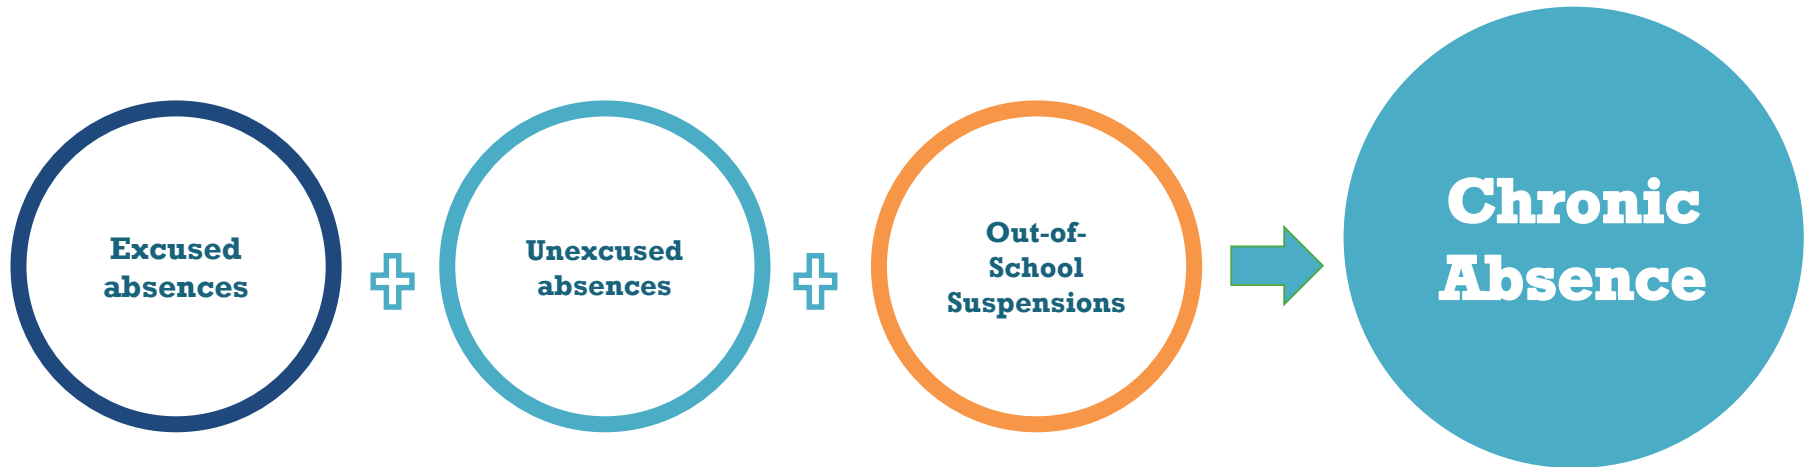 Excused
absences
Unexcused
absences
Out-of-
School
Suspensions
Chronic
Absence